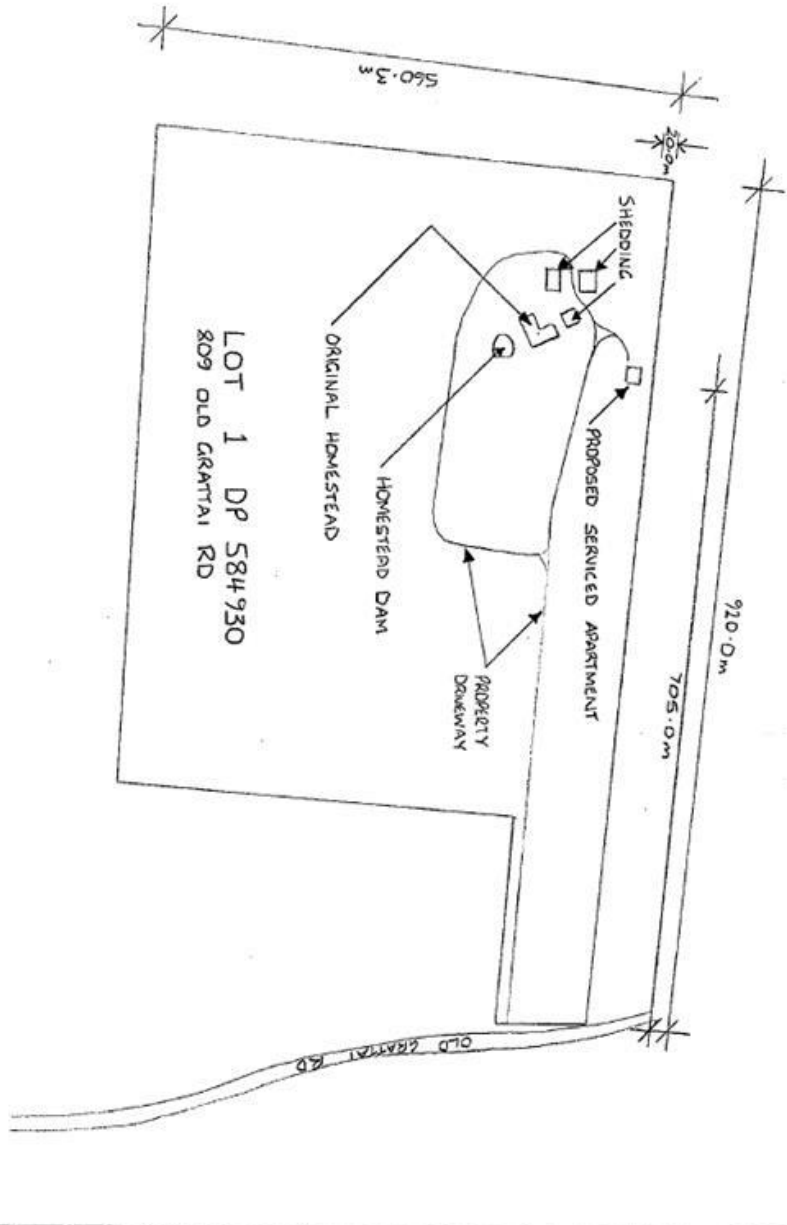 560.3m
20.0m
920.0m
705.0m
SHEDDING
PROPOSED SERVICED APARTMENT
PROPERTY
DRIVEWAY
HOMESTEAD DAM
ORIGINAL HOMESTEAD
LOT 1 DP 584930
809 OLD GRATTAI RD
OLD GRATTAI RD